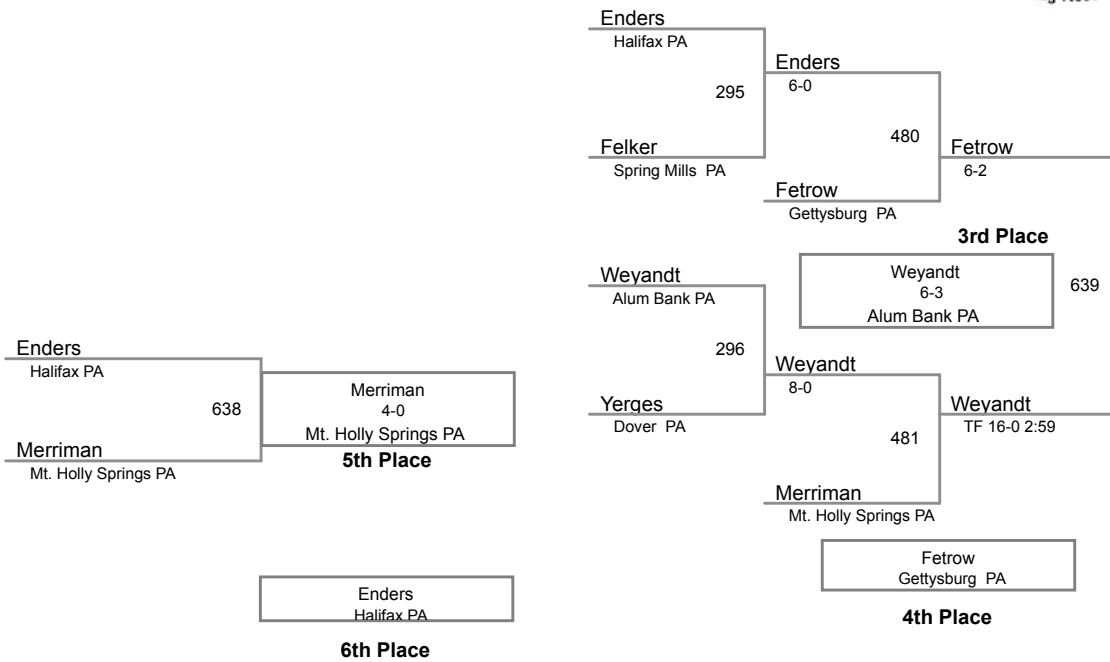 Enders
Halifax PA
295
Enders
6-0
Felker
Spring Mills PA
480
Fetrow
6-2
Fetrow
Gettysburg PA
3rd Place
Weyandt
6-3
Alum Bank PA
639
Weyandt
Alum Bank PA
296
Weyandt
8-0
Yerges
Dover PA
481
Weyandt
TF 16-0 2:59
Merriman
Mt. Holly Springs PA
Fetrow
Gettysburg PA
4th Place
Enders
Halifax PA
638
Merriman
4-0
Mt. Holly Springs PA
5th Place
Merriman
Mt. Holly Springs PA
Enders
Halifax PA
6th Place